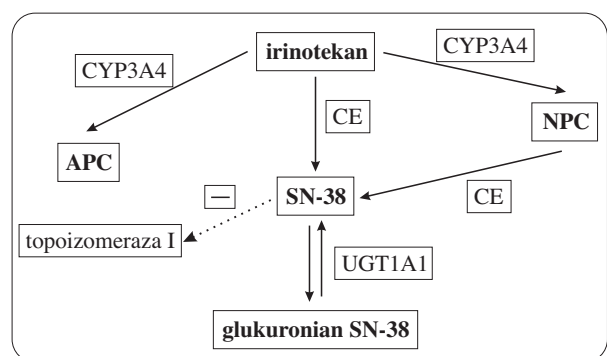 irinotekan
CYP3A4
CYP3A4
CE
APC
NPC
SN-38
CE
—
topoizomeraza I
UGT1A1
glukuronian SN-38